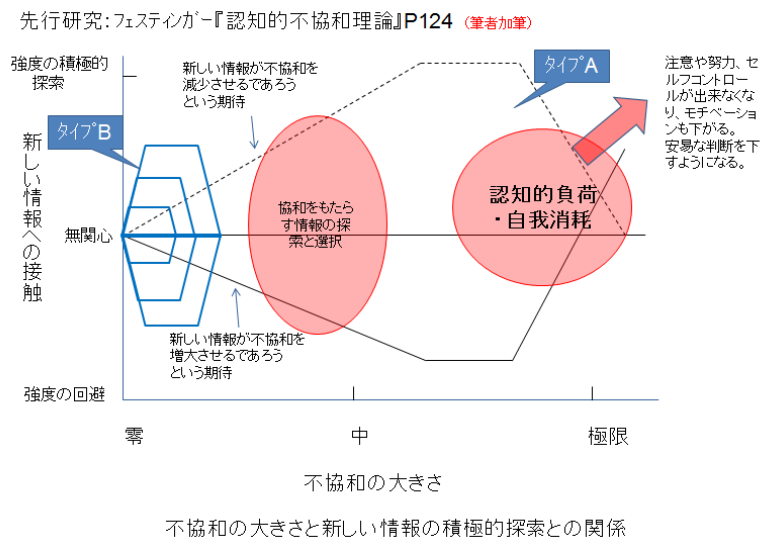 先行研究:フェスティンガー『認知的不協和理論』P124 (筆者加筆)
強度の積極的
探索
新しい情報が不協和を
減少させるであろう
という期待
タイプA
注意や努力、セ
ルフコントロー
ルが出来なくな
り、モチベーショ
ンも下がる。
安易な判断を下
すようになる。
タイプB
新しい情報への接触
無関心
協和をもたら
す情報の探
索と選択
認知的負荷
・自我消耗
新しい情報が不協和を
増大させるであろう
という期待
強度の回避
零
中
極限
不協和の大きさ
不協和の大きさと新しい情報の積極的探索との関係